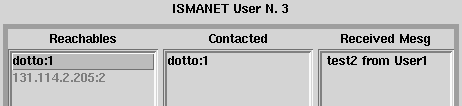 ISMANET User N. 3
Reachables Contacted Received Mesg
dotto:1 dotto:1 test2 from User1
131.114.2.205:2